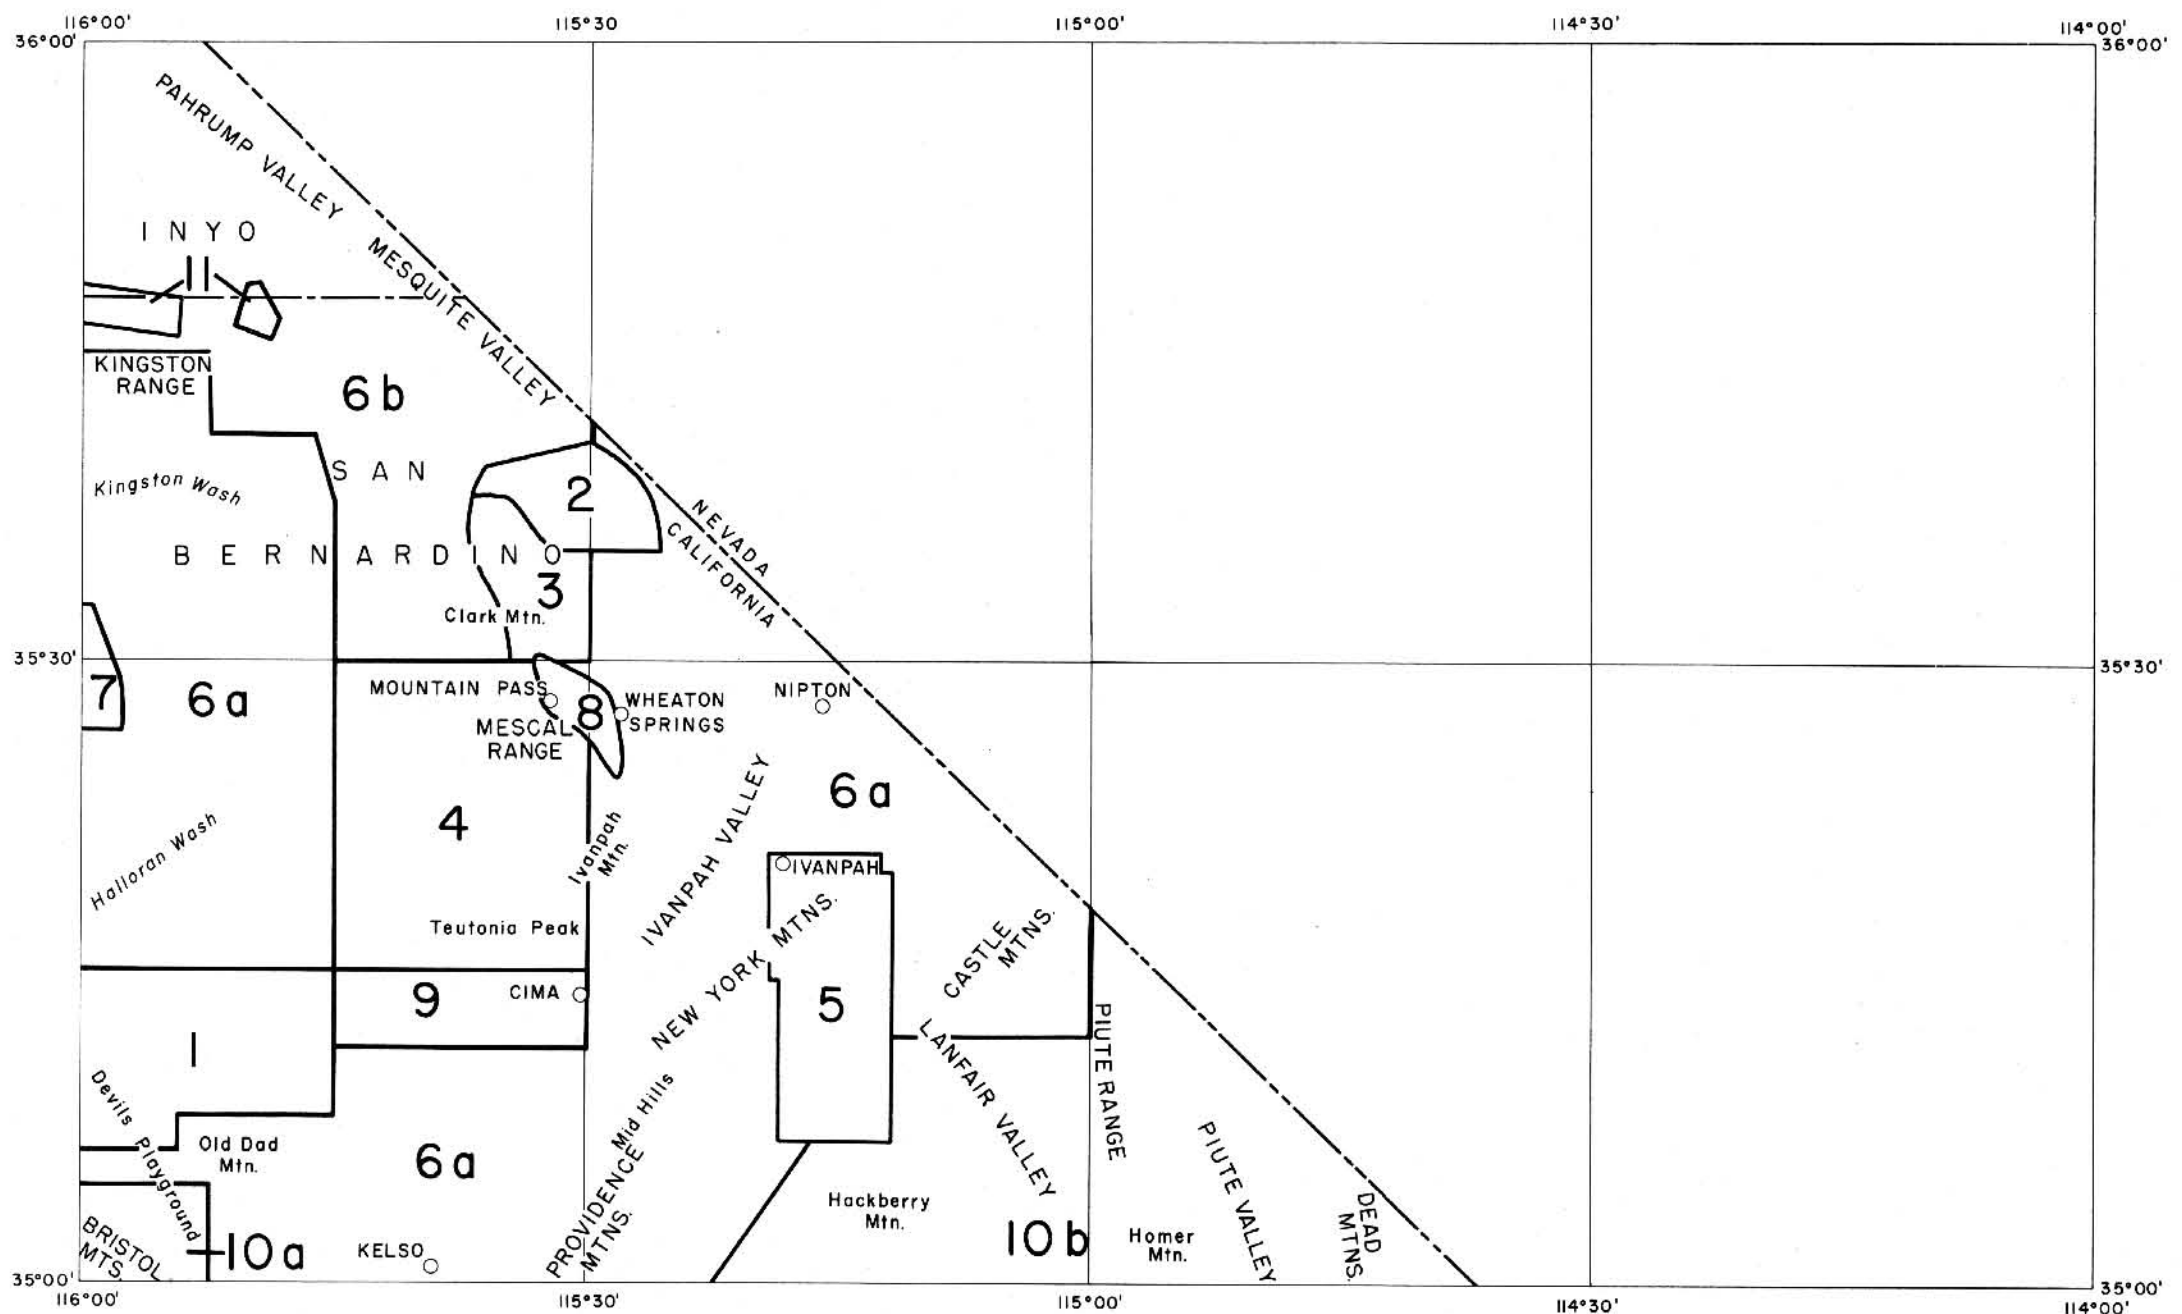 116°00'
115°30
115°00'
114°30'
114°00'
36°00'
36°00'
PAHRUMP VALLEY
INYO
11
MESQUITE VALLEY
KINGSTON
RANGE
6b
SAN
Kingston Wash
2
NEVADA
CALIFORNIA
BERNARDINO
3
Clark Mtn.
35°30'
35°30'
7
6a
MOUNTAIN PASS
8
WHEATON
SPRINGS
NIPTON
MESCAL
RANGE
6a
4
Halloran Wash
Ivanpah
Mtn.
IVANPAH VALLEY
IVANPAH
Teutonia Peak
NEW YORK MTNS.
CASTLE
MTNS.
9
CIMA
5
1
LANFAIR VALLEY
PIUTE RANGE
Devils Playground
Mid Hills
Old Dad
Mtn.
6a
PROVIDENCE
MTNS.
Hackberry
Mtn.
PIUTE VALLEY
DEAD
MTNS.
BRISTOL
MTS.
10a
KELSO
10b
Homer
Mtn.
35°00'
35°00'
116°00'
115°30'
115°00'
114°30'
114°00'